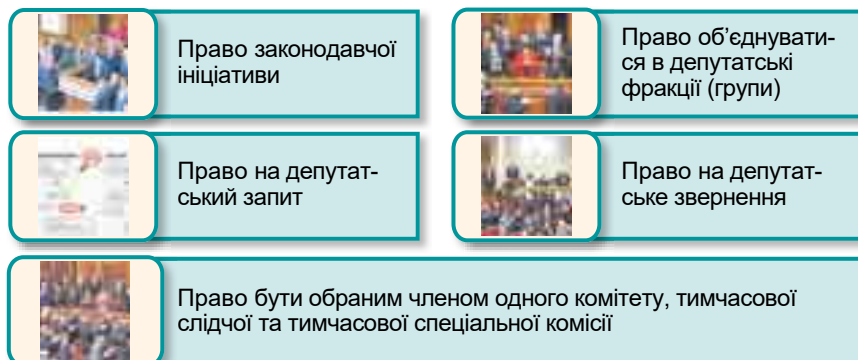 Право законодавчої
ініціативи
Право об’єднувати-
ся в депутатські
фракції (групи)
Право на депутат-
ський запит
Право на депутат-
ське звернення
Право бути обраним членом одного комітету, тимчасової
слідчої та тимчасової спеціальної комісії